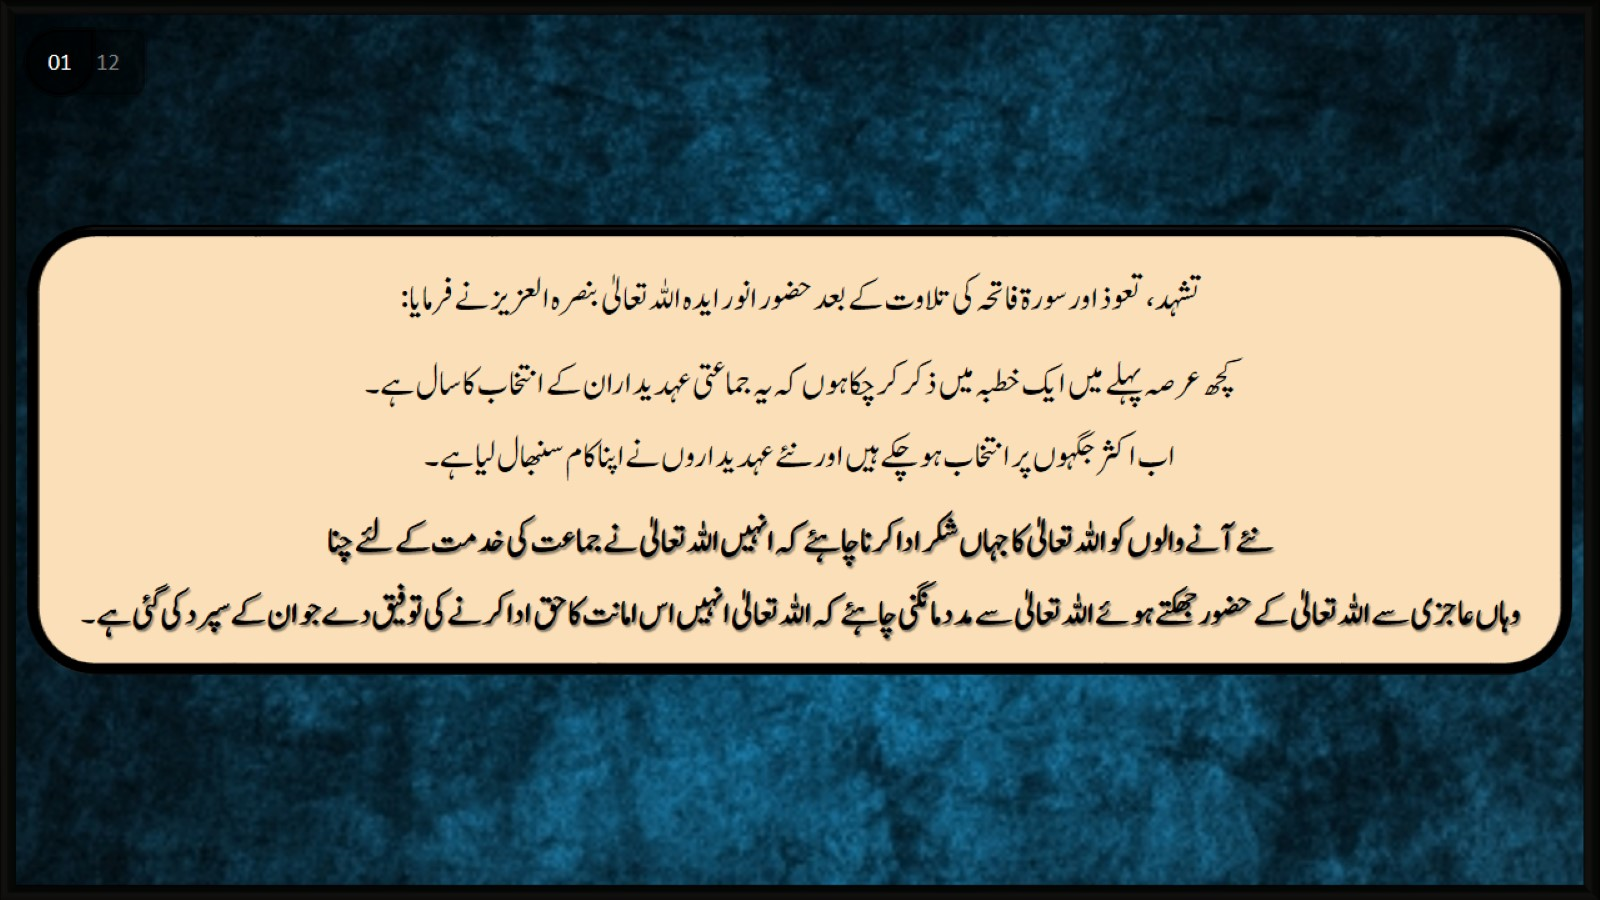 01 12
تشہد، تعوذ اور سورۃ فاتحہ کی تلاوت کے بعد حضور انور ایدہ اللہ تعالیٰ بنصرہ العزیز نے فرمایا:
کچھ عرصہ پہلے میں ایک خطبہ میں ذکر کر چکا ہوں کہ یہ جماعتی عہدیداران کے انتخاب کا سال ہے۔
اب اکثر جگہوں پر انتخاب ہو چکے ہیں اور نئے عہدیداروں نے اپنا کام سنبھال لیا ہے۔
نئے آنے والوں کو اللہ تعالیٰ کا جہاں شکر ادا کرنا چاہئے کہ انہیں اللہ تعالیٰ نے جماعت کی خدمت کے لئے چنا
وہاں عاجزی سے اللہ تعالیٰ کے حضور جھکتے ہوئے اللہ تعالیٰ سے مدد مانگنی چاہئے کہ اللہ تعالیٰ انہیں اس امانت کا حق ادا کرنے کی توفیق دے جو ان کے سپرد کی گئی ہے۔